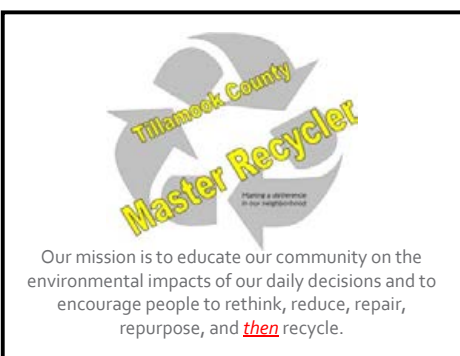 Tillamook County
Master Recycler
Making a difference
in our neighborhood
Our mission is to educate our community on the
environmental impacts of our daily decisions and to
encourage people to rethink, reduce, repair,
repurpose, and then recycle.